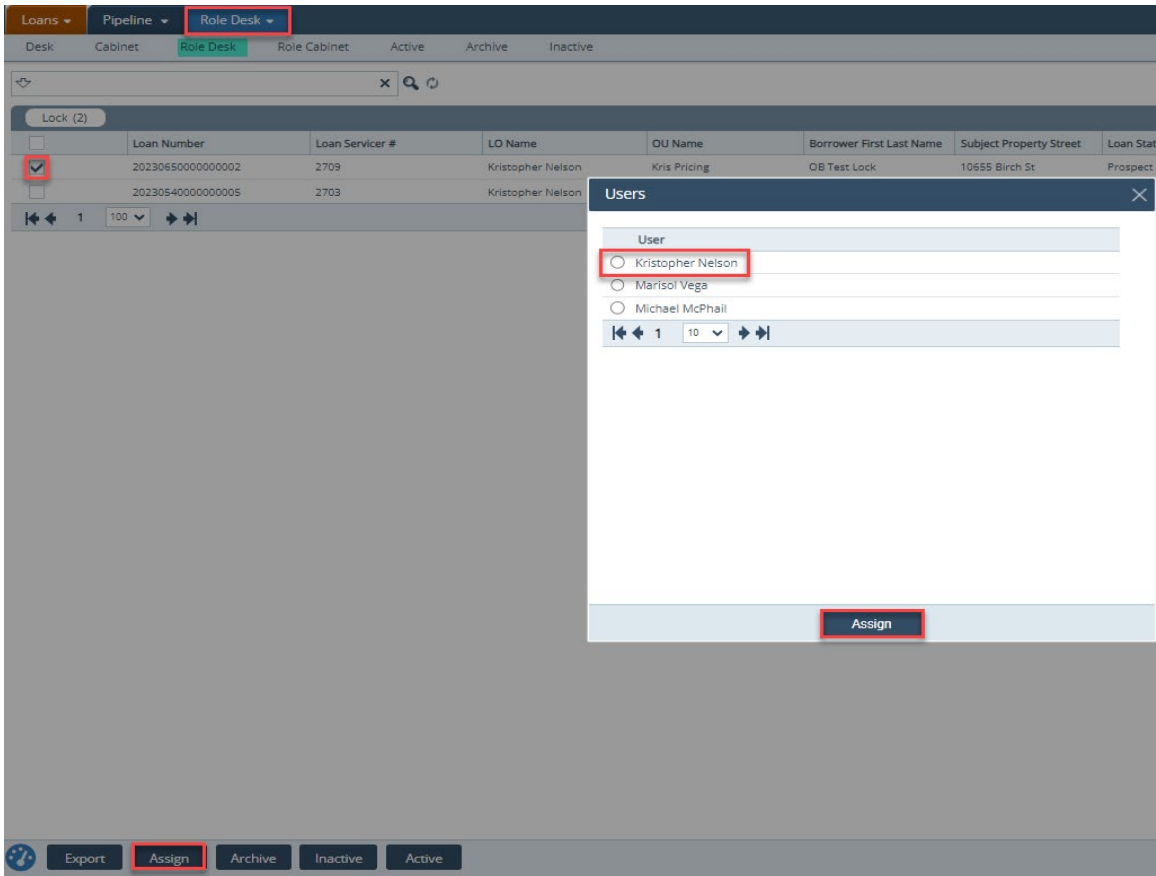 Loans Pipeline Role Desk
Desk Cabinet Role Desk Role Cabinet Active Archive Inactive
Lock (2)
Loan Number Loan Servicer # LO Name OU Name Borrower First Last Name Subject Property Street Loan Stat
20230650000000002 2709 Kristopher Nelson Kris Pricing OB Test Lock 10655 Birch St Prospect
20230540000000005 2703 Kristopher Nelson
1 100
Users
User
Kristopher Nelson
Marisol Vega
Michael McPhail
1 10
Assign
Export Assign Archive Inactive Active